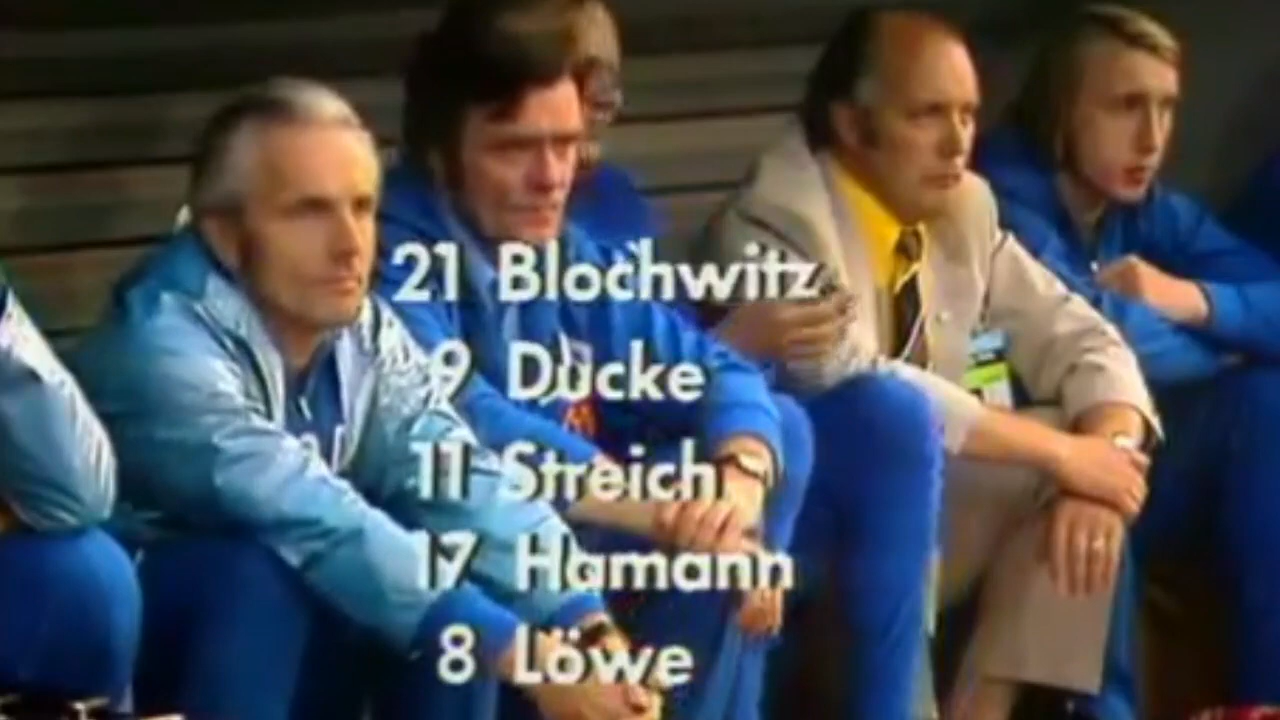 21 Blochwitz
9 Ducke
11 Streich
17 Hamann
8 Löwe